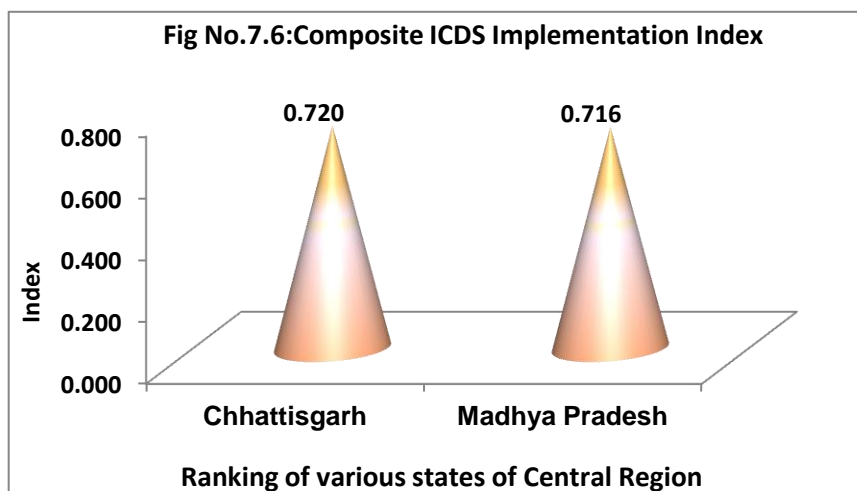 Fig No.7.6:Composite ICDS Implementation Index
0.720 0.716
0.800
0.600
0.400
0.200
0.000
Index
Chhattisgarh Madhya Pradesh
Ranking of various states of Central Region